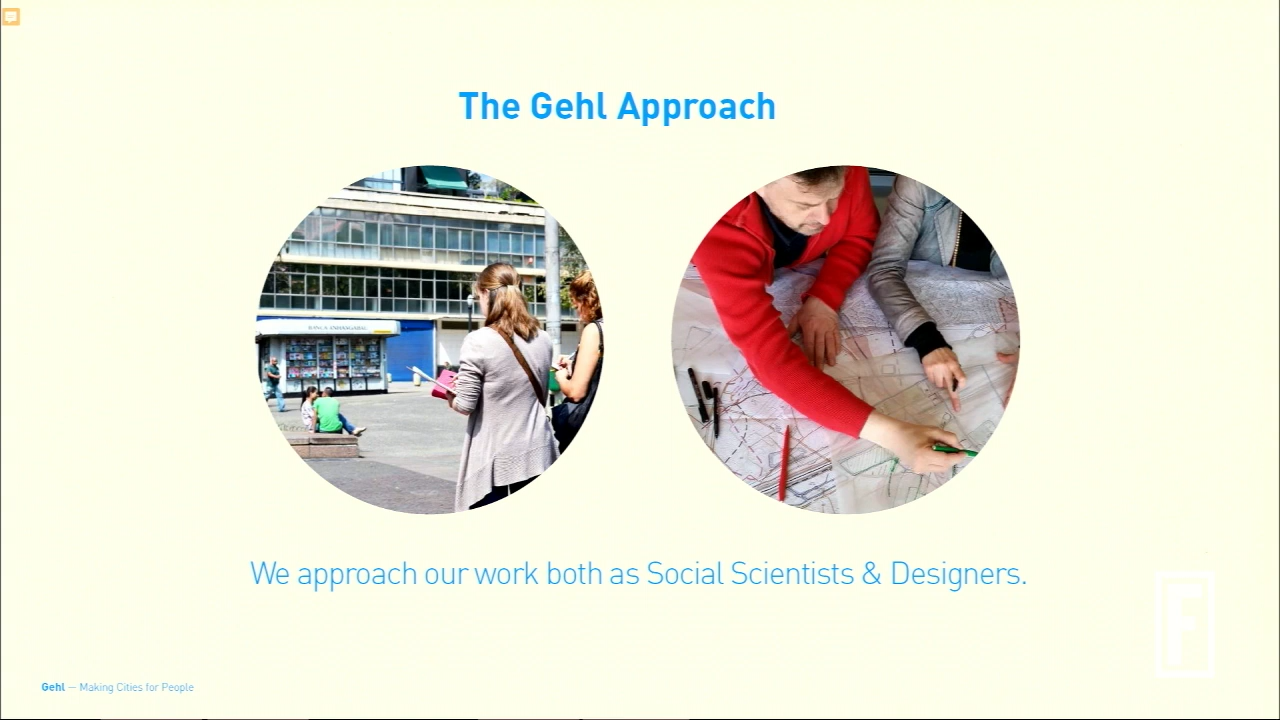 The Gehl Approach
We approach our work both as Social Scientists & Designers.
F
Gehl — Making Cities for People